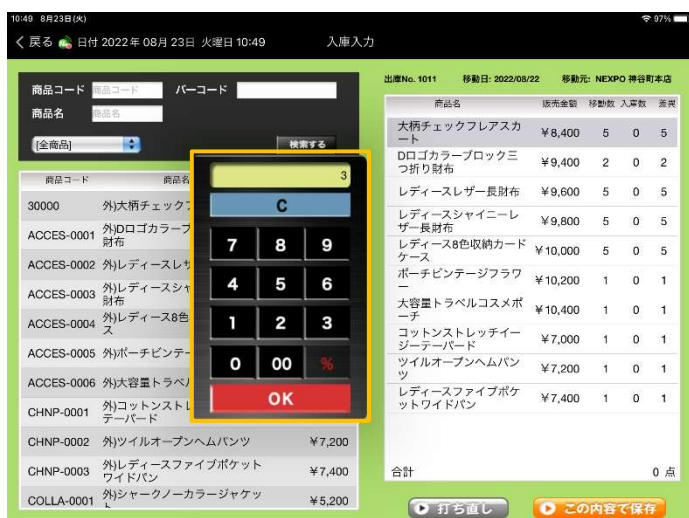 10:49 8月23日(火)
97%
戻る 日付 2022年 08月 23日 火曜日 10:49
入庫入力
商品コード 商品コード バーコード
商品名 商品名
[全商品]
検索する
商品コード 商品名
30000 外)大柄チェックフ
ACCES-0001 外)Dロゴカラーブ
財布
ACCES-0002 外)レディースレザ
ACCES-0003 外)レディースシャ
財布
ACCES-0004 外)レディース8色
ス
ACCES-0005 外)ポーチビンテー
ACCES-0006 外)大容量トラベ
CHNP-0001 外)コットンストレ
テーパード
CHNP-0002 外)ツイルオープンヘムパンツ ¥7,200
CHNP-0003 外)レディースファイブポケット
ワイドパン ¥7,400
COLLA-0001 外)シャークノーカラージャケッ
ト ¥5,200
3
C
7 8 9
4 5 6
1 2 3
0 00 %
OK
出庫No. 1011 移動日: 2022/08/22 移動元: NEXPO 神谷町本店
商品名 販売金額 移動数 入庫数 差異
大柄チェックフレアスカ
ート ¥8,400 5 0 5
Dロゴカラーブロック三
つ折り財布 ¥9,400 2 0 2
レディースレザー長財布 ¥9,600 5 0 5
レディースシャイニーレ
ザー長財布 ¥9,800 5 0 5
レディース8色収納カード
ケース ¥10,000 5 0 5
ポーチビンテージフラワ
ー ¥10,200 1 0 1
大容量トラベルコスメポ
ーチ ¥10,400 1 0 1
コットンストレッチイー
ジーテーパード ¥7,000 1 0 1
ツイルオープンヘムパン
ツ ¥7,200 1 0 1
レディースファイブポケ
ットワイドパン ¥7,400 1 0 1
合計 0 点
打ち直し
この内容で保存